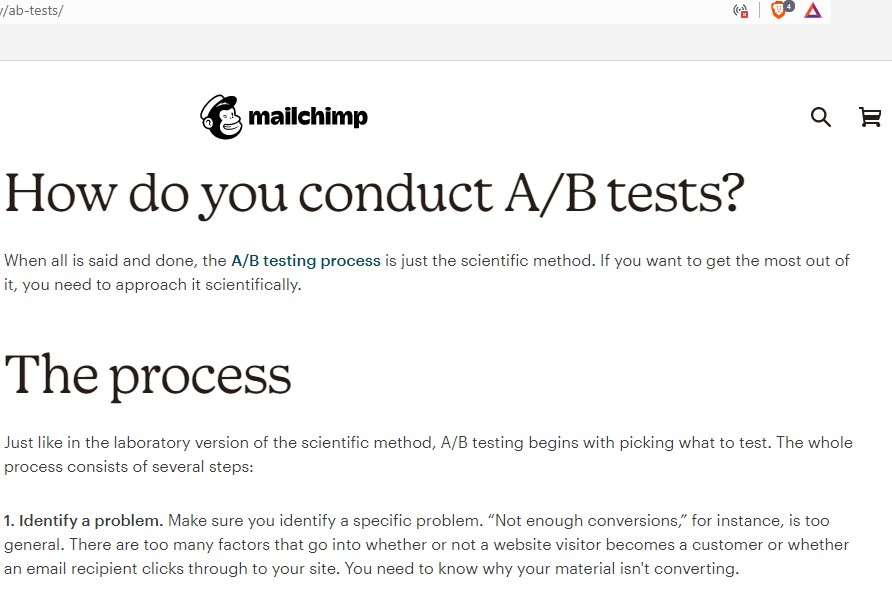 /ab-tests/
4
mailchimp
How do you conduct A/B tests?
When all is said and done, the A/B testing process is just the scientific method. If you want to get the most out of
it, you need to approach it scientifically.
The process
Just like in the laboratory version of the scientific method, A/B testing begins with picking what to test. The whole
process consists of several steps:
1. Identify a problem. Make sure you identify a specific problem. “Not enough conversions,” for instance, is too
general. There are too many factors that go into whether or not a website visitor becomes a customer or whether
an email recipient clicks through to your site. You need to know why your material isn't converting.